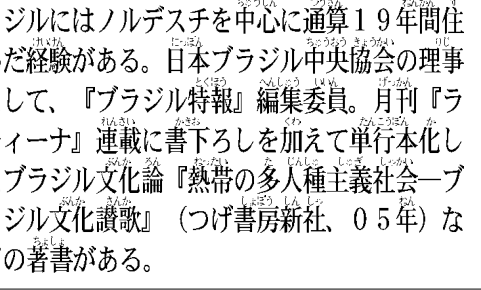 ジルにはノルデスチを中心に通算１９年間住
だ経験がある。日本ブラジル中央協会の理事
して、『ブラジル特報』編集委員。月刊『ラ
ィーナ』連載に書下ろしを加えて単行本化し
ブラジル文化論『熱帯の多人種主義社会―ブ
ジル文化讃歌』（つげ書房新社、０５年）な
の著書がある。